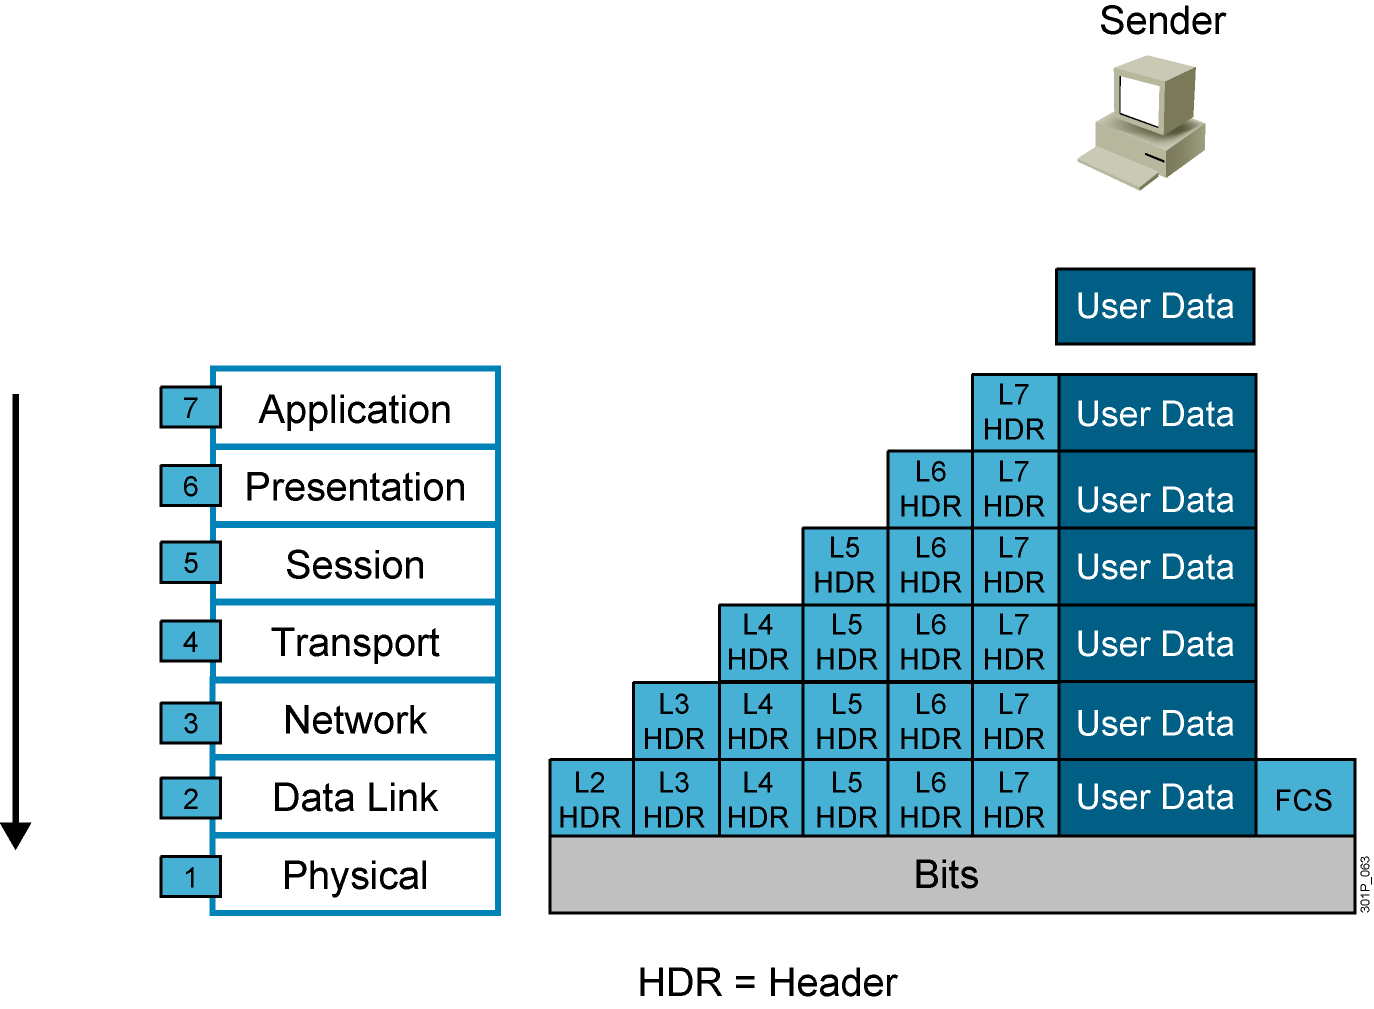 Sender
User Data
7 Application L7 HDR User Data
6 Presentation L6 HDR L7 HDR User Data
5 Session L5 HDR L6 HDR L7 HDR User Data
4 Transport L4 HDR L5 HDR L6 HDR L7 HDR User Data
3 Network L3 HDR L4 HDR L5 HDR L6 HDR L7 HDR User Data
2 Data Link L2 HDR L3 HDR L4 HDR L5 HDR L6 HDR L7 HDR User Data FCS
1 Physical Bits
301P_063
HDR = Header